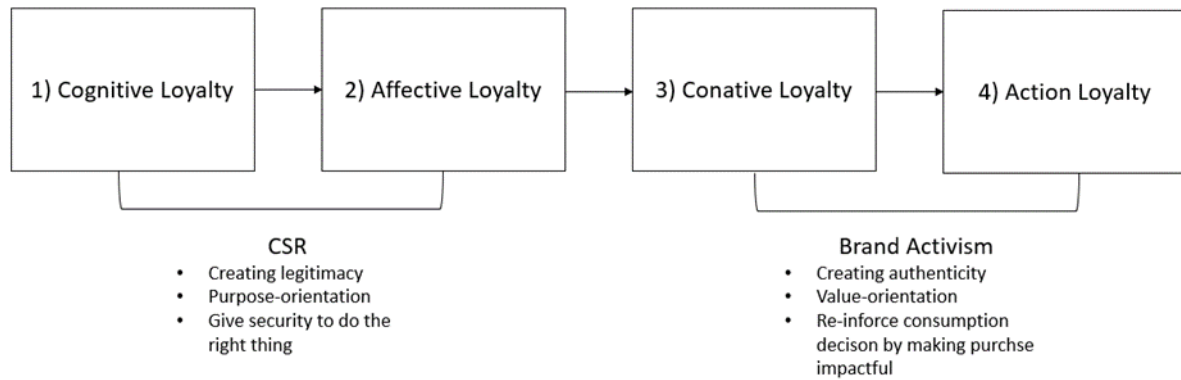 1) Cognitive Loyalty
2) Affective Loyalty
3) Conative Loyalty
4) Action Loyalty
CSR
• Creating legitimacy
• Purpose-orientation
• Give security to do the
right thing
Brand Activism
• Creating authenticity
• Value-orientation
• Re-inforce consumption
decison by making purchse
impactful